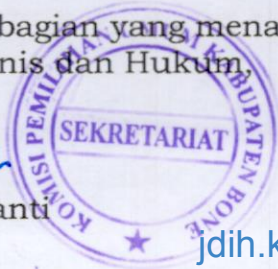 bagian yang mena
nis dan Hukum,
KOMISI PEMILIHAN UMUM KABUPATEN BONE
SEKRETARIAT
anti
jdih.k